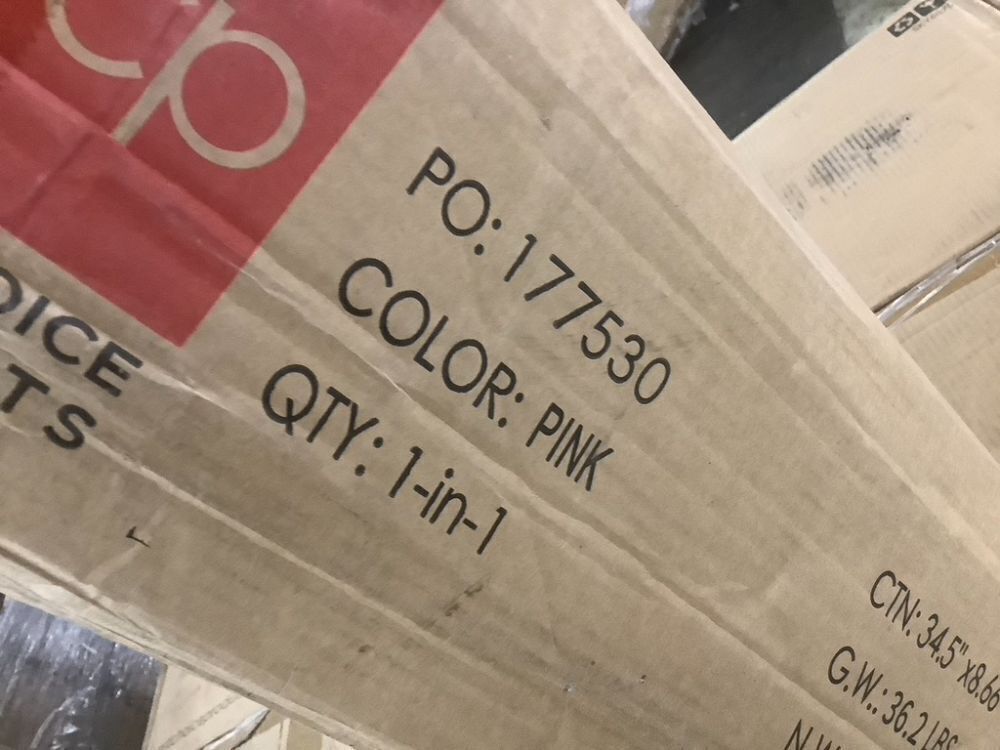 cp
OICE
TS
PO: 177530
COLOR: PINK
QTY: 1-in-1
CTN: 34.5"x8.66
G.W.: 36.2 LBS
N.W